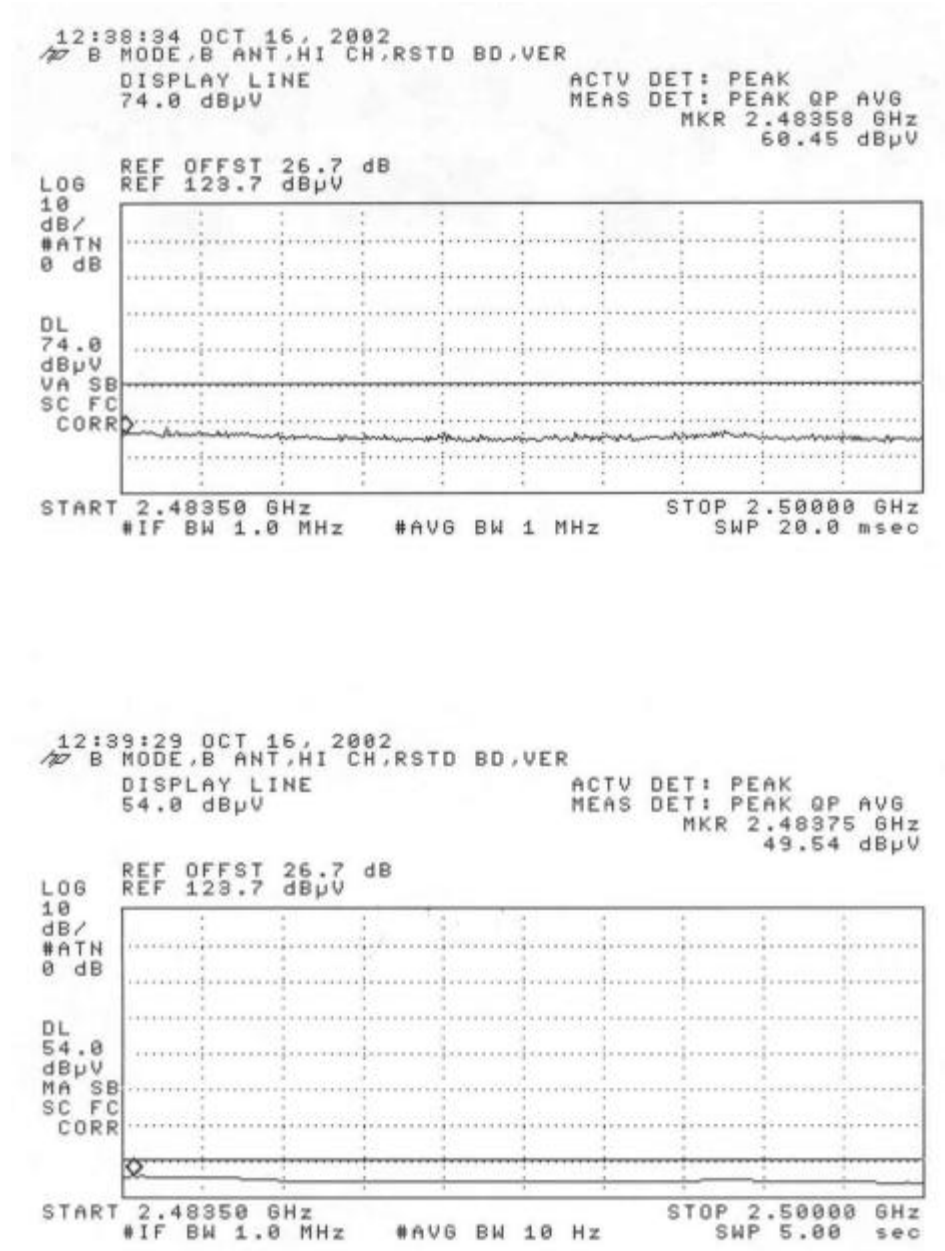 12:38:34 OCT 16, 2002
hp B MODE,B ANT,HI CH,RSTD BD,VER
DISPLAY LINE ACTV DET: PEAK
74.0 dBµV MEAS DET: PEAK QP AVG
MKR 2.48358 GHz
60.45 dBµV
REF OFFST 26.7 dB
LOG REF 123.7 dBµV
10
dB/
#ATN
0 dB
DL
74.0
dBµV
VA SB
SC FC
CORR
START 2.48350 GHz STOP 2.50000 GHz
#IF BW 1.0 MHz #AVG BW 1 MHz SWP 20.0 msec
12:39:29 OCT 16, 2002
hp B MODE,B ANT,HI CH,RSTD BD,VER
DISPLAY LINE ACTV DET: PEAK
54.0 dBµV MEAS DET: PEAK QP AVG
MKR 2.48375 GHz
49.54 dBµV
REF OFFST 26.7 dB
LOG REF 123.7 dBµV
10
dB/
#ATN
0 dB
DL
54.0
dBµV
MA SB
SC FC
CORR
START 2.48350 GHz STOP 2.50000 GHz
#IF BW 1.0 MHz #AVG BW 10 Hz SWP 5.00 sec